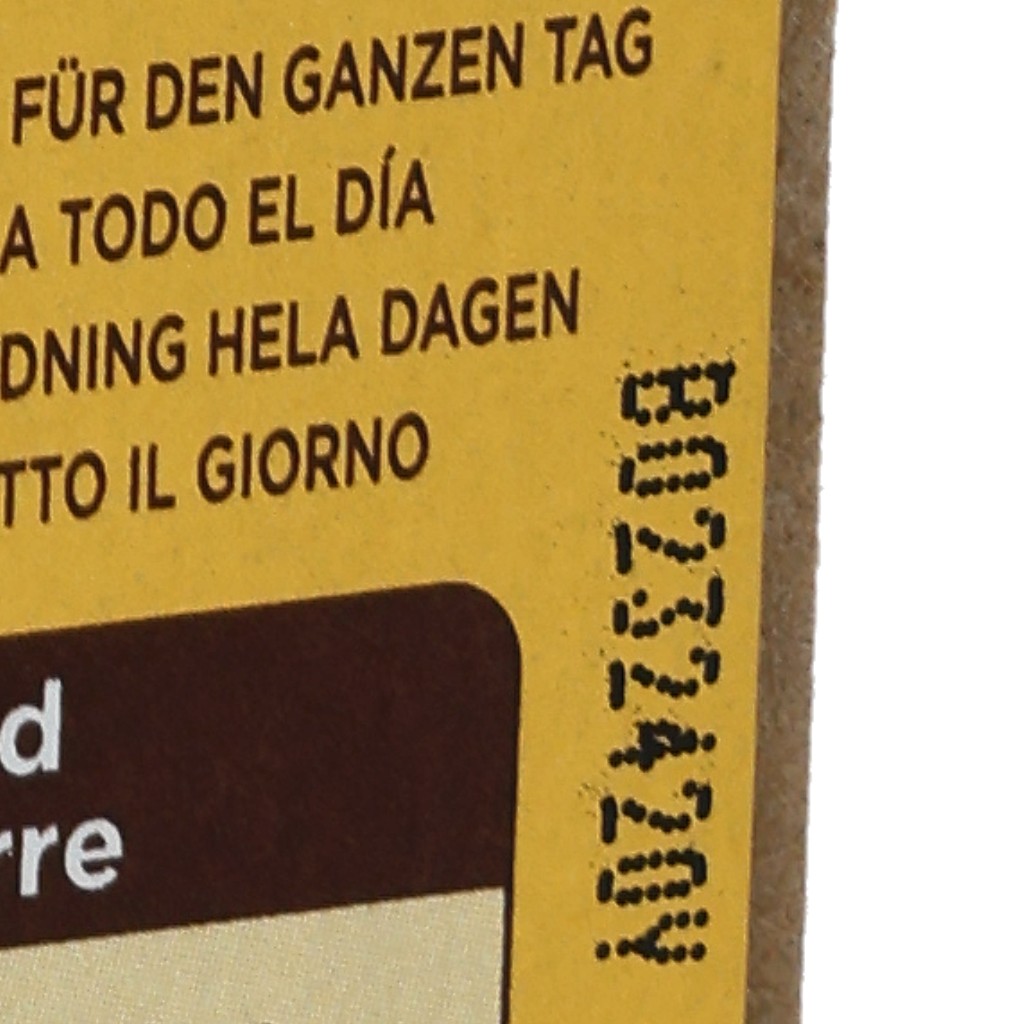 FÜR DEN GANZEN TAG
A TODO EL DÍA
DNING HELA DAGEN
TTO IL GIORNO
d
rre